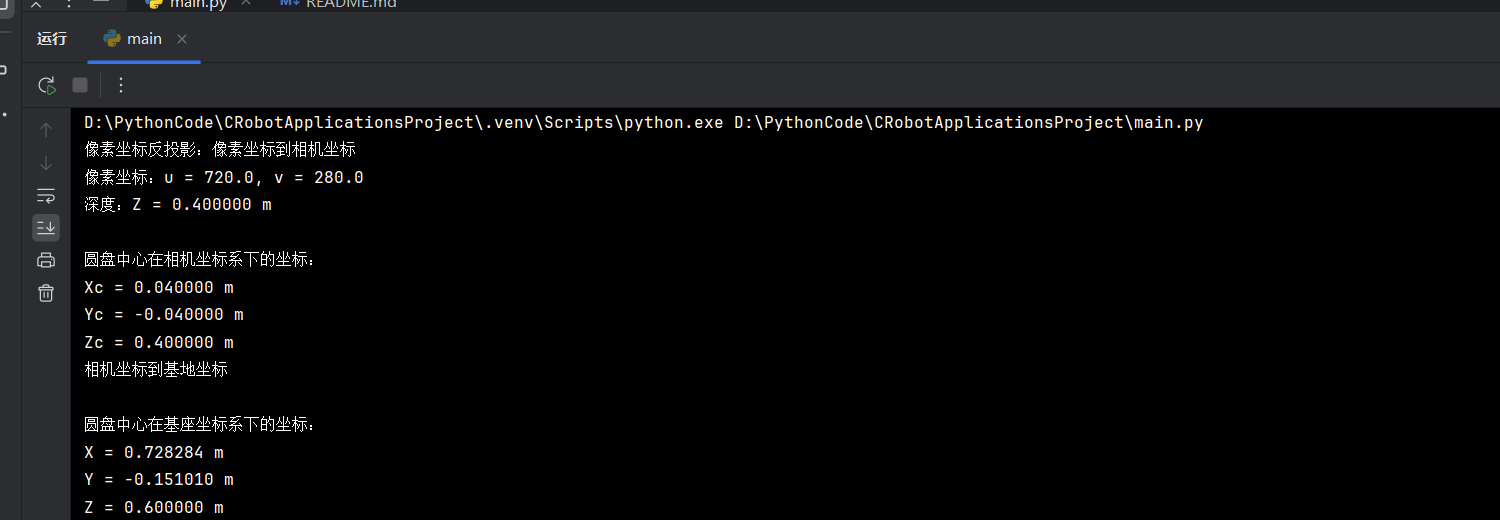 main.py
README.md
运行
main
D:\PythonCode\CRobotApplicationsProject\.venv\Scripts\python.exe D:\PythonCode\CRobotApplicationsProject\main.py
像素坐标反投影：像素坐标到相机坐标
像素坐标：u = 720.0, v = 280.0
深度：Z = 0.400000 m
圆盘中心在相机坐标系下的坐标：
Xc = 0.040000 m
Yc = -0.040000 m
Zc = 0.400000 m
相机坐标到基地坐标
圆盘中心在基座坐标系下的坐标：
X = 0.728284 m
Y = -0.151010 m
Z = 0.600000 m